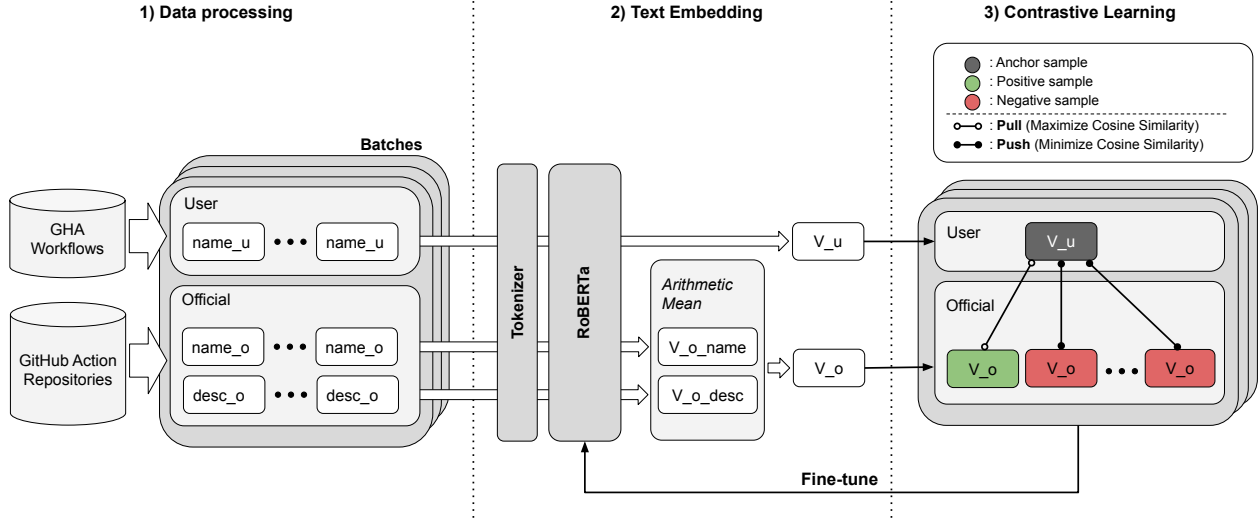 1) Data processing
2) Text Embedding
3) Contrastive Learning
: Anchor sample
: Positive sample
: Negative sample
: Pull (Maximize Cosine Similarity)
: Push (Minimize Cosine Similarity)
Batches
GHA
Workflows
GitHub Action
Repositories
User
name_u
name_u
Official
name_o
name_o
desc_o
desc_o
Tokenizer
RoBERTa
Arithmetic
Mean
V_o_name
V_o_desc
V_u
V_o
User
V_u
Official
V_o
V_o
V_o
Fine-tune